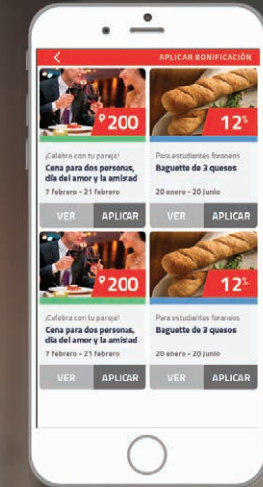 APLICAR BONIFICACIÓN
200
12%
¡Celebra con tu pareja!
Cena para dos personas,
día del amor y la amistad
7 febrero - 21 febrero
VER APLICAR
Para estudiantes foraneos
Baguette de 3 quesos
20 enero - 20 junio
VER APLICAR
200
12%
¡Celebra con tu pareja!
Cena para dos personas,
día del amor y la amistad
7 febrero - 21 febrero
VER APLICAR
Para estudiantes foraneos
Baguette de 3 quesos
20 enero - 20 junio
VER APLICAR